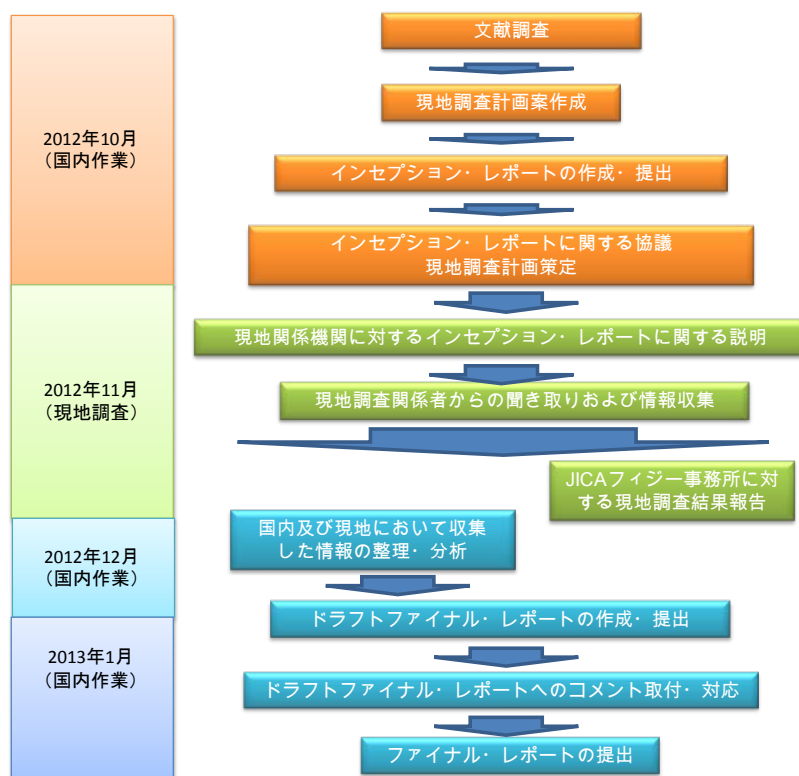 2012年10月
（国内作業）
文献調査
現地調査計画案作成
インセプション・レポートの作成・提出
インセプション・レポートに関する協議
現地調査計画策定
2012年11月
（現地調査）
現地関係機関に対するインセプション・レポートに関する説明
現地調査関係者からの聞き取りおよび情報収集
JICAフィジー事務所に対
する現地調査結果報告
2012年12月
（国内作業）
国内及び現地において収集
した情報の整理・分析
ドラフトファイナル・レポートの作成・提出
2013年1月
（国内作業）
ドラフトファイナル・レポートへのコメント取付・対応
ファイナル・レポートの提出